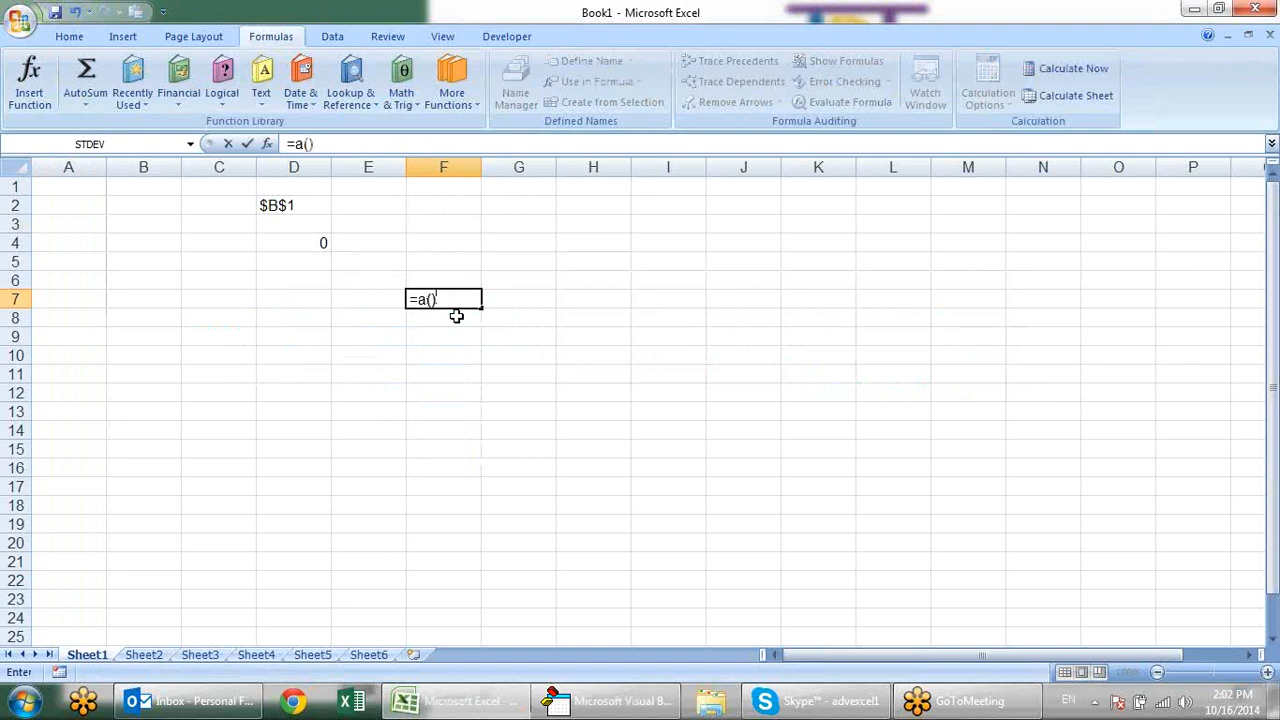 Book1 - Microsoft Excel
Home Insert Page Layout Formulas Data Review View Developer
Insert Function
AutoSum
Recently Used
Financial
Logical
Text
Date & Time
Lookup & Reference
Math & Trig
More Functions
Function Library
Name Manager
Define Name
Use in Formula
Create from Selection
Defined Names
Trace Precedents
Trace Dependents
Remove Arrows
Show Formulas
Error Checking
Evaluate Formula
Formula Auditing
Watch Window
Calculation Options
Calculate Now
Calculate Sheet
Calculation
STDEV fx =a()
A B C D E F G H I J K L M N O P
1
2 $B$1
3
4 0
5
6
7 =a()
8
9
10
11
12
13
14
15
16
17
18
19
20
21
22
23
24
25
Sheet1 Sheet2 Sheet3 Sheet4 Sheet5 Sheet6
Enter 100%
Inbox - Personal F... Microsoft Excel - ... Microsoft Visual B... Skype™ - advexcel1 GoToMeeting EN 2:02 PM
10/16/2014